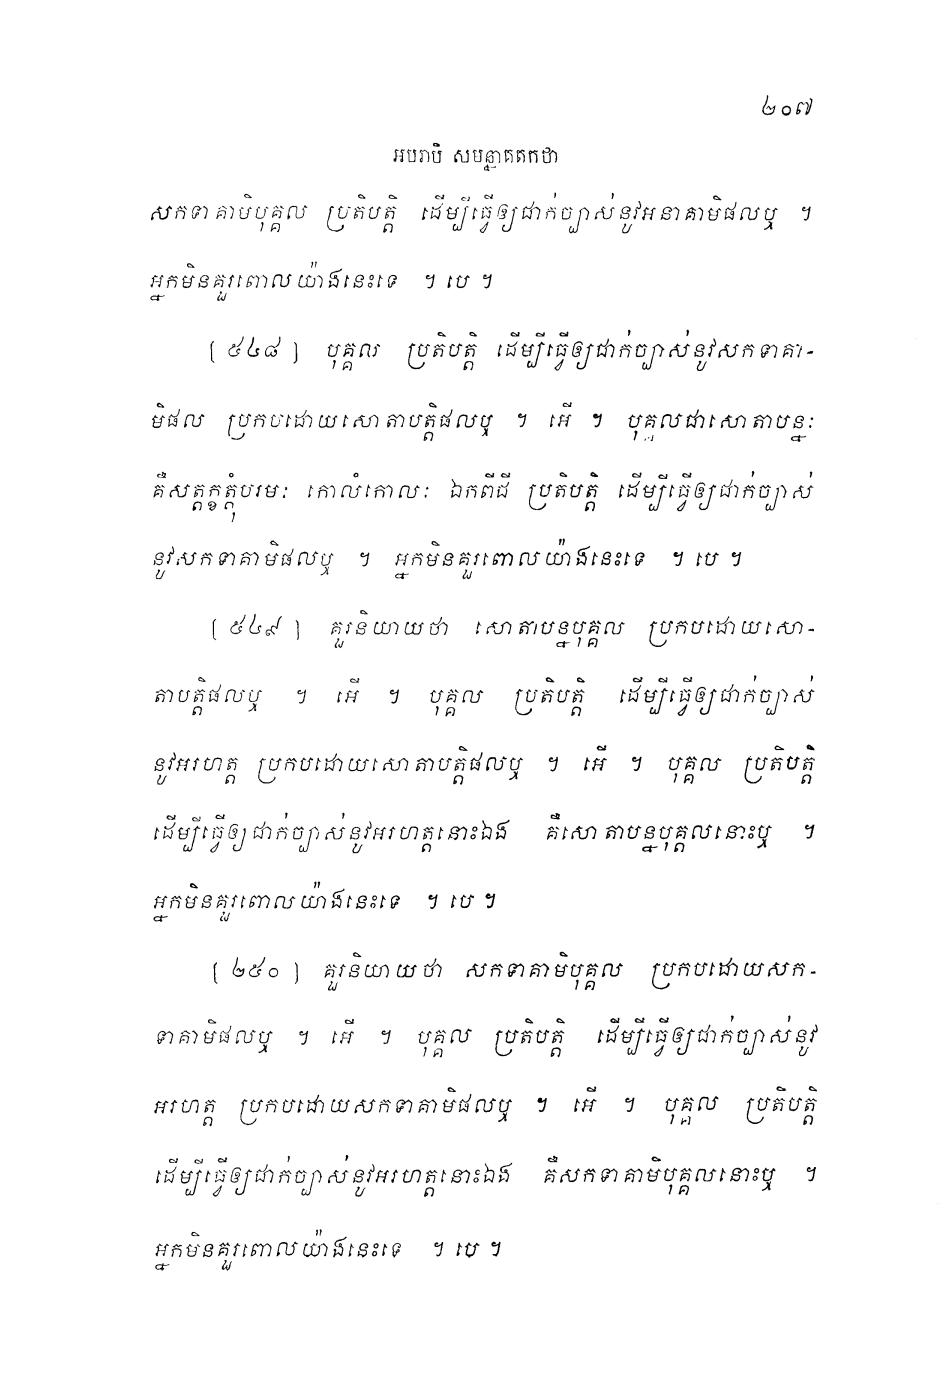 ២០៧
អបរាបិ សមន្នាគតកថា
សកទាគាមិបុគ្គល ប្រតិបត្តិ ដើម្បីធ្វើឲ្យជាក់ច្បាស់នូវអនាគាមិផលឬ ។
អ្នកមិនគួរពោលយ៉ាងនេះទេ ។ បេ ។
[ ៥៤៨ ] បុគ្គល ប្រតិបត្តិ ដើម្បីធ្វើឲ្យជាក់ច្បាស់នូវសកទាគា-
មិផល ប្រកបដោយសោតាបត្តិផលឬ ។ អើ ។ បុគ្គលជាសោតាបន្នៈ
គឺសត្តក្ខត្តុំបរមៈ កោលំកោលៈ ឯកពីជី ប្រតិបត្តិ ដើម្បីធ្វើឲ្យជាក់ច្បាស់
នូវសកទាគាមិផលឬ ។ អ្នកមិនគួរពោលយ៉ាងនេះទេ ។ បេ ។
[ ៥៤៩ ] គួរនិយាយថា សោតាបន្នបុគ្គល ប្រកបដោយសោ-
តាបត្តិផលឬ ។ អើ ។ បុគ្គល ប្រតិបត្តិ ដើម្បីធ្វើឲ្យជាក់ច្បាស់
នូវអរហត្ត ប្រកបដោយសោតាបត្តិផលឬ ។ អើ ។ បុគ្គល ប្រតិបត្តិ
ដើម្បីធ្វើឲ្យជាក់ច្បាស់នូវអរហត្តនោះឯង គឺសោតាបន្នបុគ្គលនោះឬ ។
អ្នកមិនគួរពោលយ៉ាងនេះទេ ។ បេ ។
[ ២៥០ ] គួរនិយាយថា សកទាគាមិបុគ្គល ប្រកបដោយសក-
ទាគាមិផលឬ ។ អើ ។ បុគ្គល ប្រតិបត្តិ ដើម្បីធ្វើឲ្យជាក់ច្បាស់នូវ
អរហត្ត ប្រកបដោយសកទាគាមិផលឬ ។ អើ ។ បុគ្គល ប្រតិបត្តិ
ដើម្បីធ្វើឲ្យជាក់ច្បាស់នូវអរហត្តនោះឯង គឺសកទាគាមិបុគ្គលនោះឬ ។
អ្នកមិនគួរពោលយ៉ាងនេះទេ ។ បេ ។